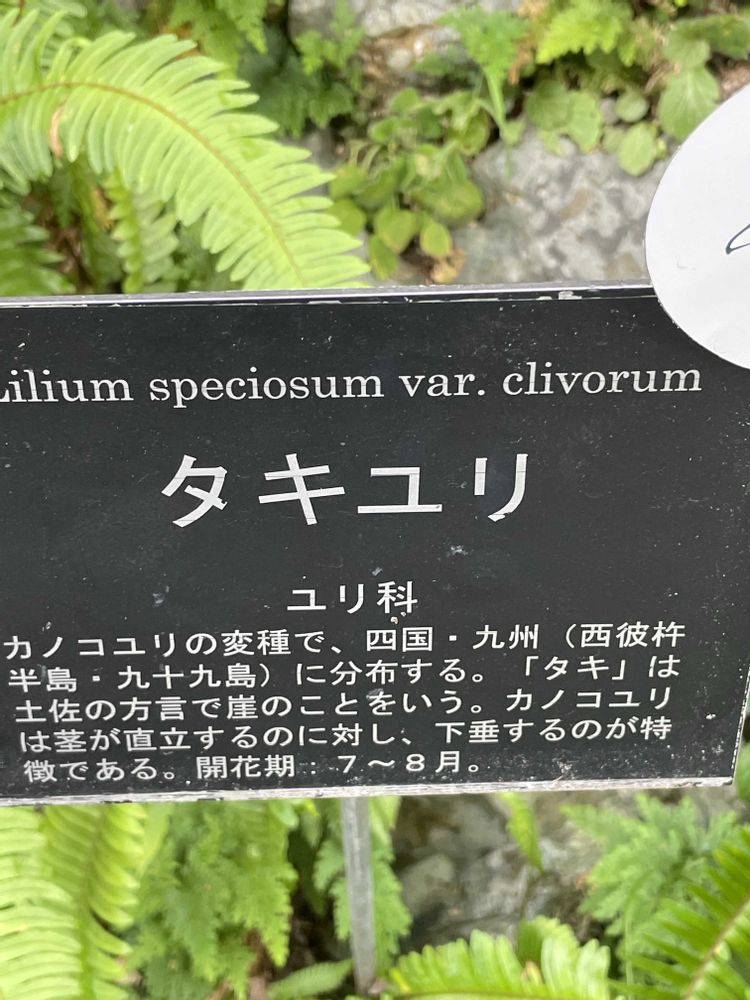 Lilium speciosum var. clivorum
タキユリ
ユリ科
カノコユリの変種で、四国・九州（西彼杵
半島・九十九島）に分布する。「タキ」は
土佐の方言で崖のことをいう。カノコユリ
は茎が直立するのに対し、下垂するのが特
徴である。開花期：７～８月。